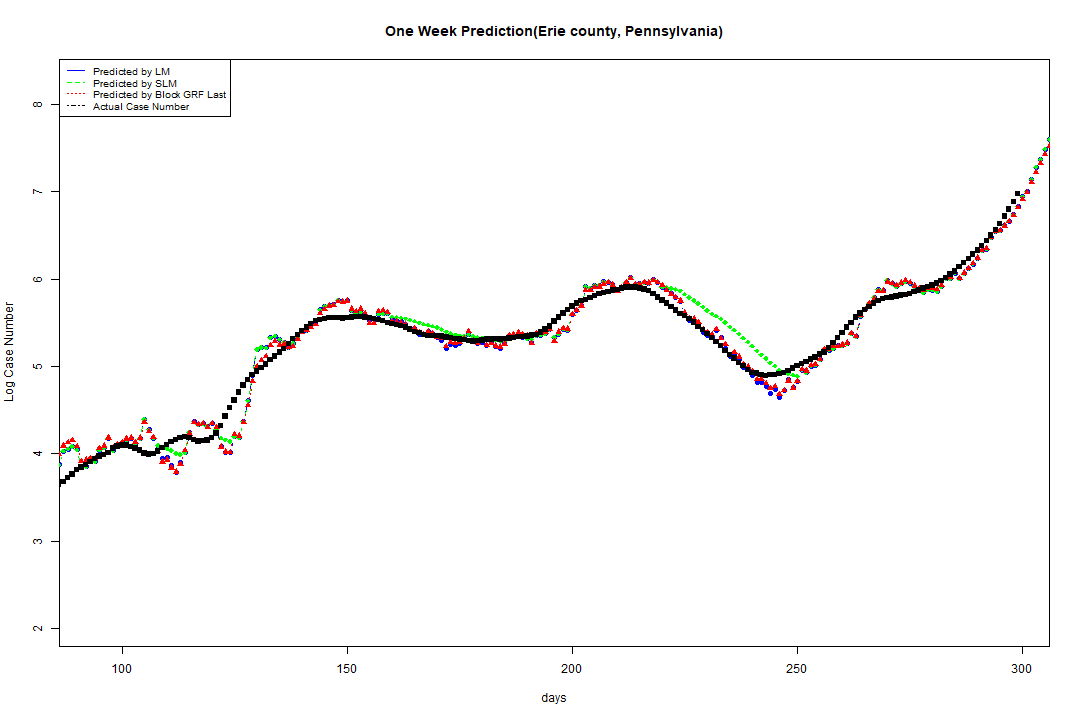 One Week Prediction(Erie county, Pennsylvania)
Predicted by LM
Predicted by SLM
Predicted by Block GRF Last
Actual Case Number
8
7
6
5
4
3
2
Log Case Number
100 150 200 250 300
days